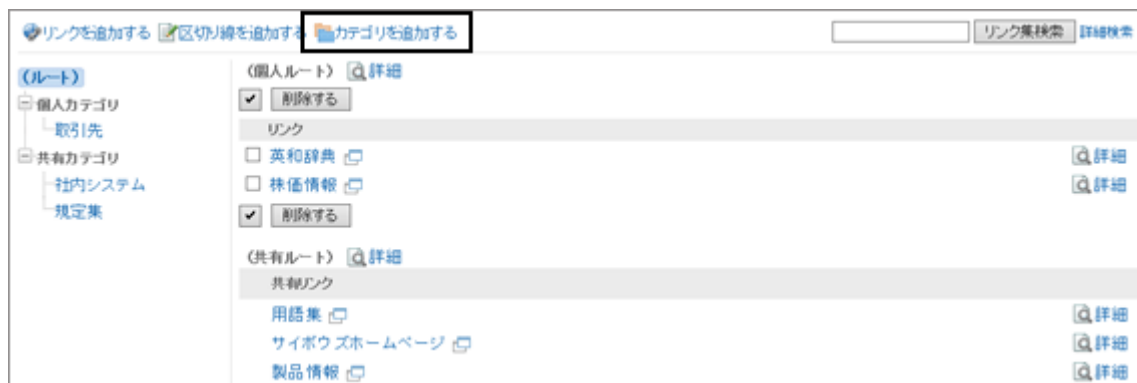 リンクを追加する 区切り線を追加する カテゴリを追加する リンク集検索 詳細検索
(ルート)
個人カテゴリ
取引先
共有カテゴリ
社内システム
規定集
(個人ルート) 詳細
削除する
リンク
英和辞典 詳細
株価情報 詳細
削除する
(共有ルート) 詳細
共有リンク
用語集 詳細
サイボウズホームページ 詳細
製品情報 詳細